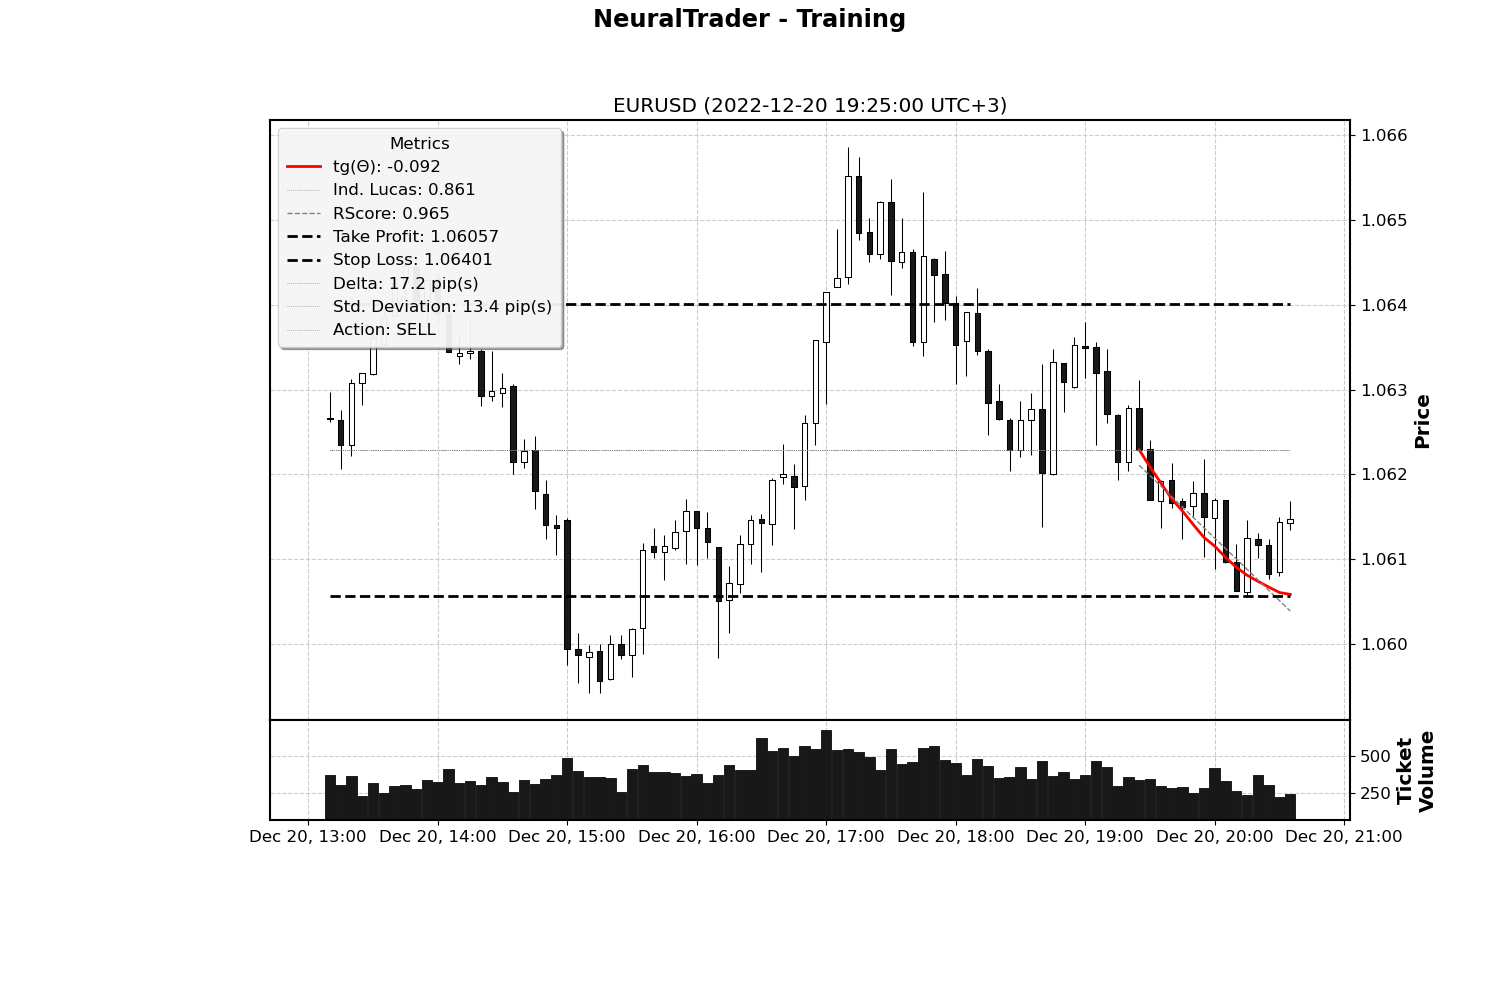 NeuralTrader - Training
EURUSD (2022-12-20 19:25:00 UTC+3)
Metrics
tg(Θ): -0.092
Ind. Lucas: 0.861
RScore: 0.965
Take Profit: 1.06057
Stop Loss: 1.06401
Delta: 17.2 pip(s)
Std. Deviation: 13.4 pip(s)
Action: SELL
1.066
1.065
1.064
1.063
1.062
1.061
1.060
Price
500
250
Ticket
Volume
Dec 20, 13:00
Dec 20, 14:00
Dec 20, 15:00
Dec 20, 16:00
Dec 20, 17:00
Dec 20, 18:00
Dec 20, 19:00
Dec 20, 20:00
Dec 20, 21:00